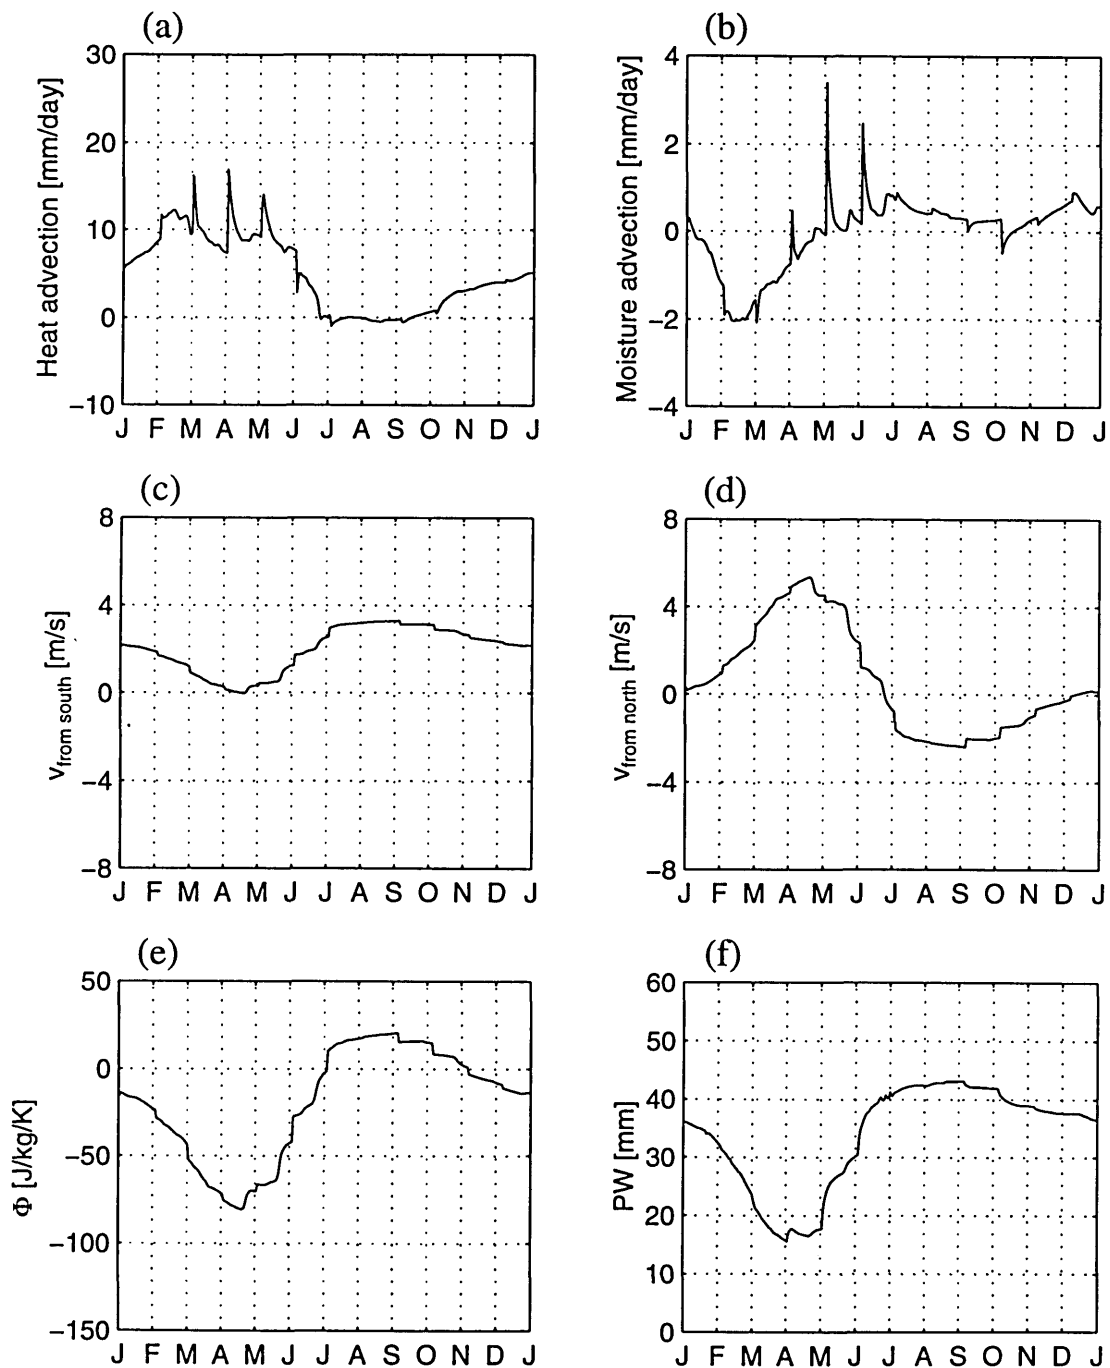 (a)
30
20
10
0
−10
Heat advection [mm/day]
J F M A M J J A S O N D J
(b)
4
2
0
−2
−4
Moisture advection [mm/day]
J F M A M J J A S O N D J
(c)
8
4
0
−4
−8
v from south [m/s]
J F M A M J J A S O N D J
(d)
8
4
0
−4
−8
v from north [m/s]
J F M A M J J A S O N D J
(e)
50
0
−50
−100
−150
Φ [J/kg/K]
J F M A M J J A S O N D J
(f)
60
50
40
30
20
10
0
PW [mm]
J F M A M J J A S O N D J